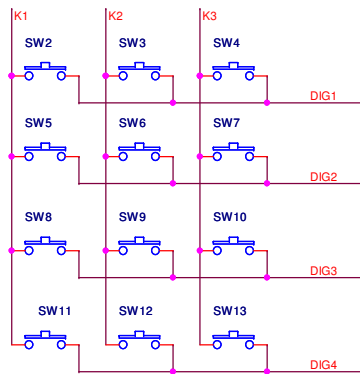 K1 K2 K3
SW2 SW3 SW4
DIG1
SW5 SW6 SW7
DIG2
SW8 SW9 SW10
DIG3
SW11 SW12 SW13
DIG4